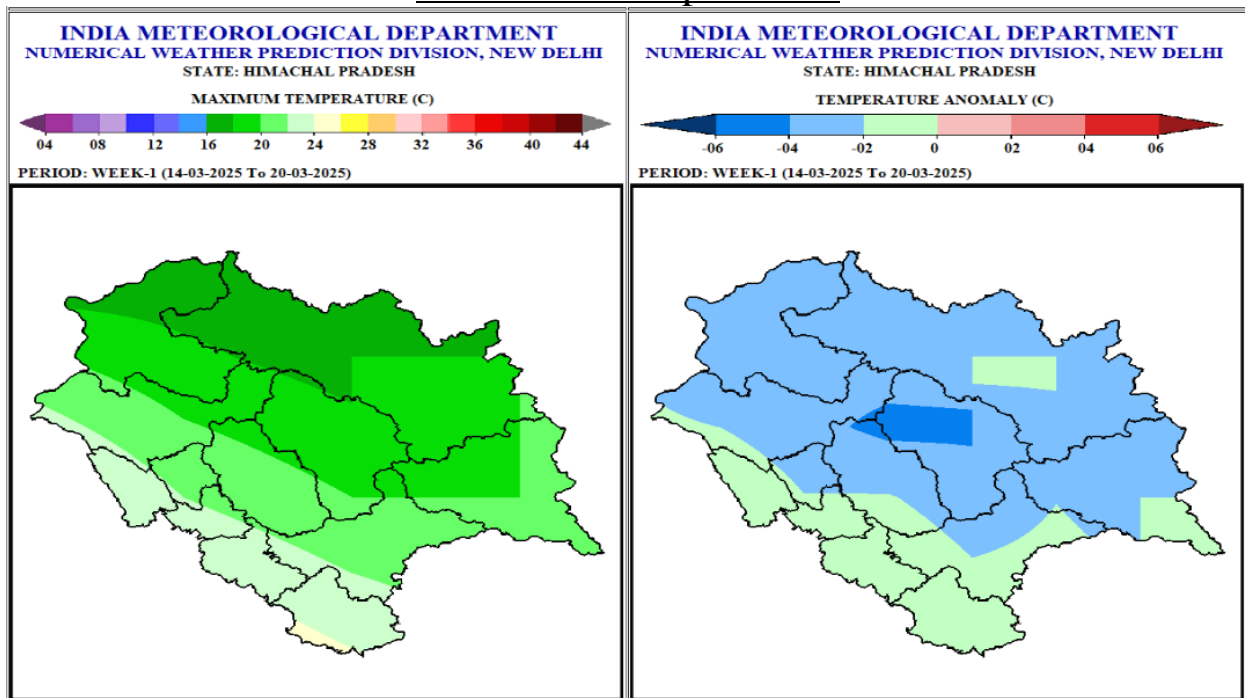 INDIA METEOROLOGICAL DEPARTMENT
NUMERICAL WEATHER PREDICTION DIVISION, NEW DELHI
STATE: HIMACHAL PRADESH
MAXIMUM TEMPERATURE (C)
04 08 12 16 20 24 28 32 36 40 44
PERIOD: WEEK-1 (14-03-2025 To 20-03-2025)
INDIA METEOROLOGICAL DEPARTMENT
NUMERICAL WEATHER PREDICTION DIVISION, NEW DELHI
STATE: HIMACHAL PRADESH
TEMPERATURE ANOMALY (C)
-06 -04 -02 0 02 04 06
PERIOD: WEEK-1 (14-03-2025 To 20-03-2025)